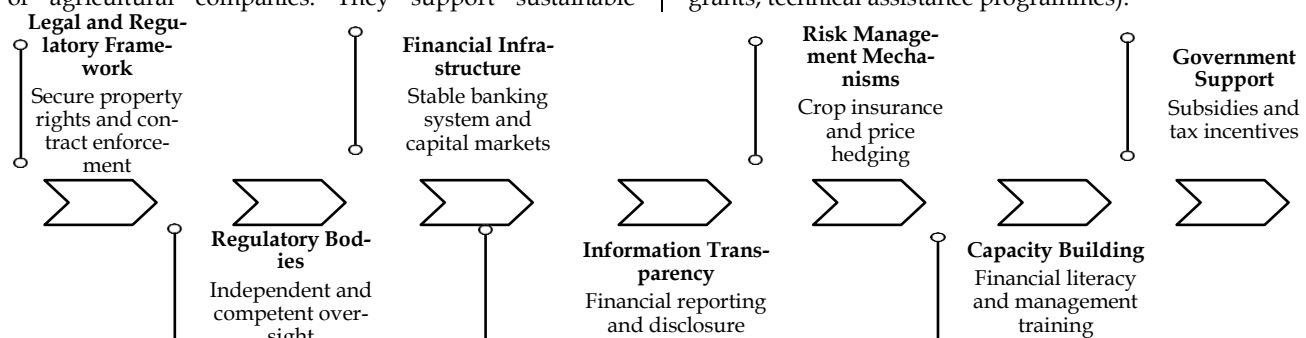 of agricultural companies. They support sustainable
grants, technical assistance programmes).
Legal and Regu-
latory Frame-
work
Secure property
rights and con-
tract enforce-
ment
Financial Infra-
structure
Stable banking
system and
capital markets
Risk Manage-
ment Mecha-
nisms
Crop insurance
and price
hedging
Government
Support
Subsidies and
tax incentives
Regulatory Bod-
ies
Independent and
competent over-
sight
Information Trans-
parency
Financial reporting
and disclosure
Capacity Building
Financial literacy
and management
training